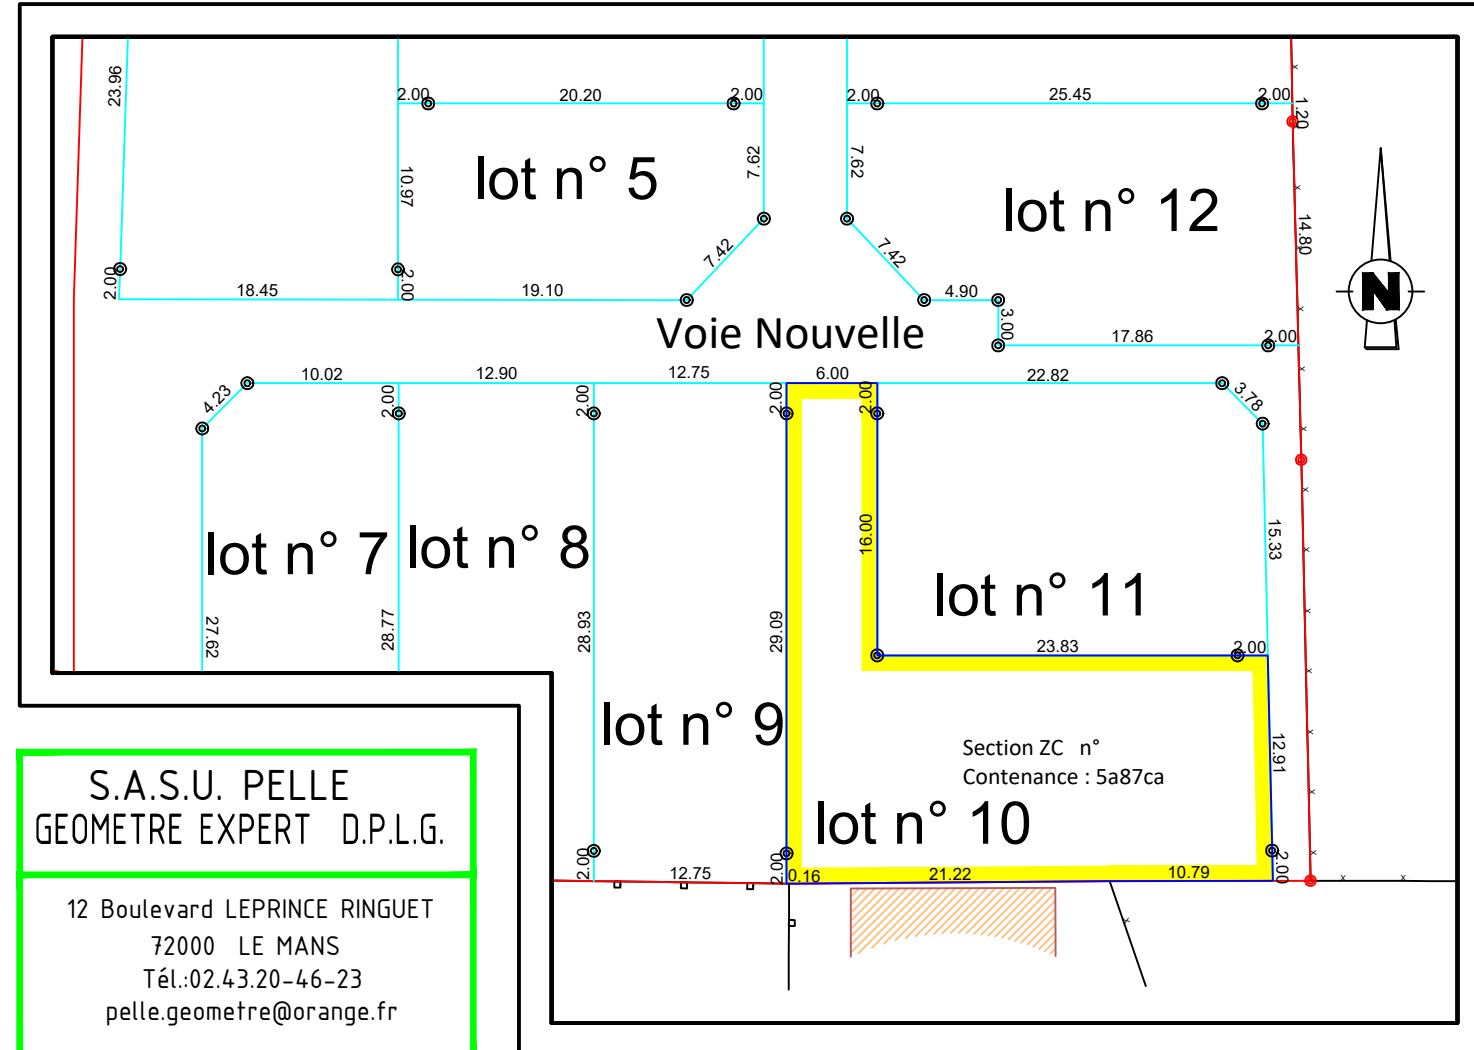 23.96
2.00
20.20
2.00
2.00
25.45
2.00
1.20
10.97
lot n° 5
7.62
7.62
lot n° 12
14.80
7.42
7.42
2.00
18.45
2.00
19.10
4.90
3.00
Voie Nouvelle
17.86
2.00
N
10.02
12.90
12.75
6.00
22.82
4.23
2.00
2.00
2.00
2.00
3.78
lot n° 7
lot n° 8
16.00
15.33
lot n° 11
27.62
28.77
28.93
29.09
23.83
2.00
lot n° 9
Section ZC n°
Contenance : 5a87ca
12.91
lot n° 10
2.00
12.75
2.00
0.16
21.22
10.79
2.00
S.A.S.U. PELLE
GEOMETRE EXPERT D.P.L.G.
12 Boulevard LEPRINCE RINGUET
72000 LE MANS
Tél.:02.43.20-46-23
pelle.geometre@orange.fr